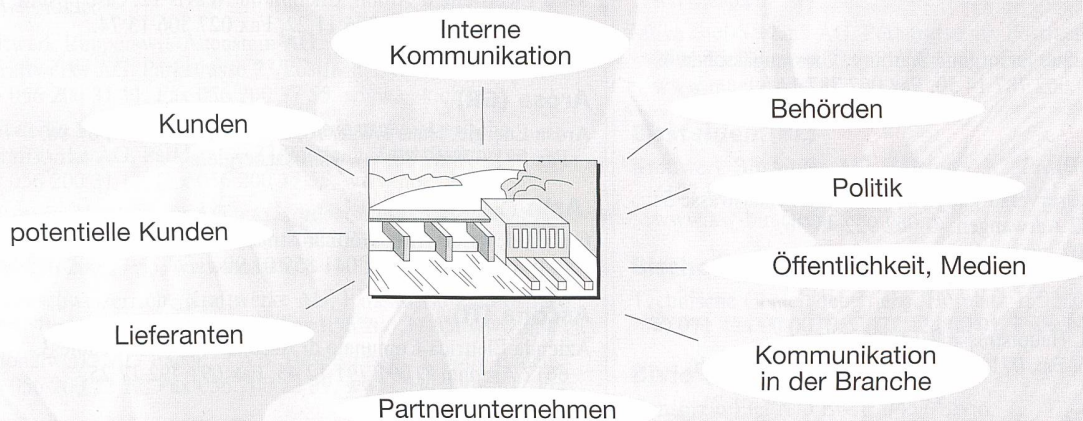 Interne
Kommunikation
Kunden
Behörden
Politik
potentielle Kunden
Öffentlichkeit, Medien
Lieferanten
Kommunikation
in der Branche
Partnerunternehmen